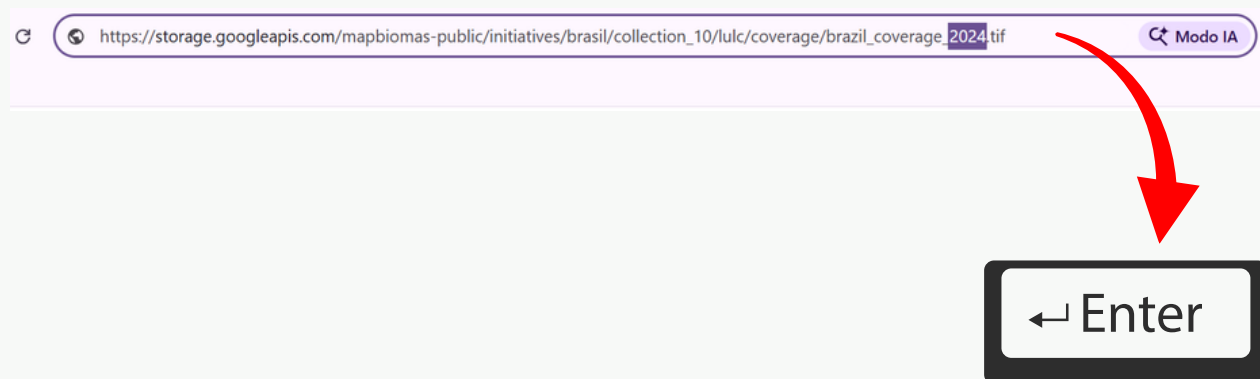 https://storage.googleapis.com/mapbiomas-public/initiatives/brasil/collection_10/lulc/coverage/brazil_coverage_2024.tif
Modo IA
Enter